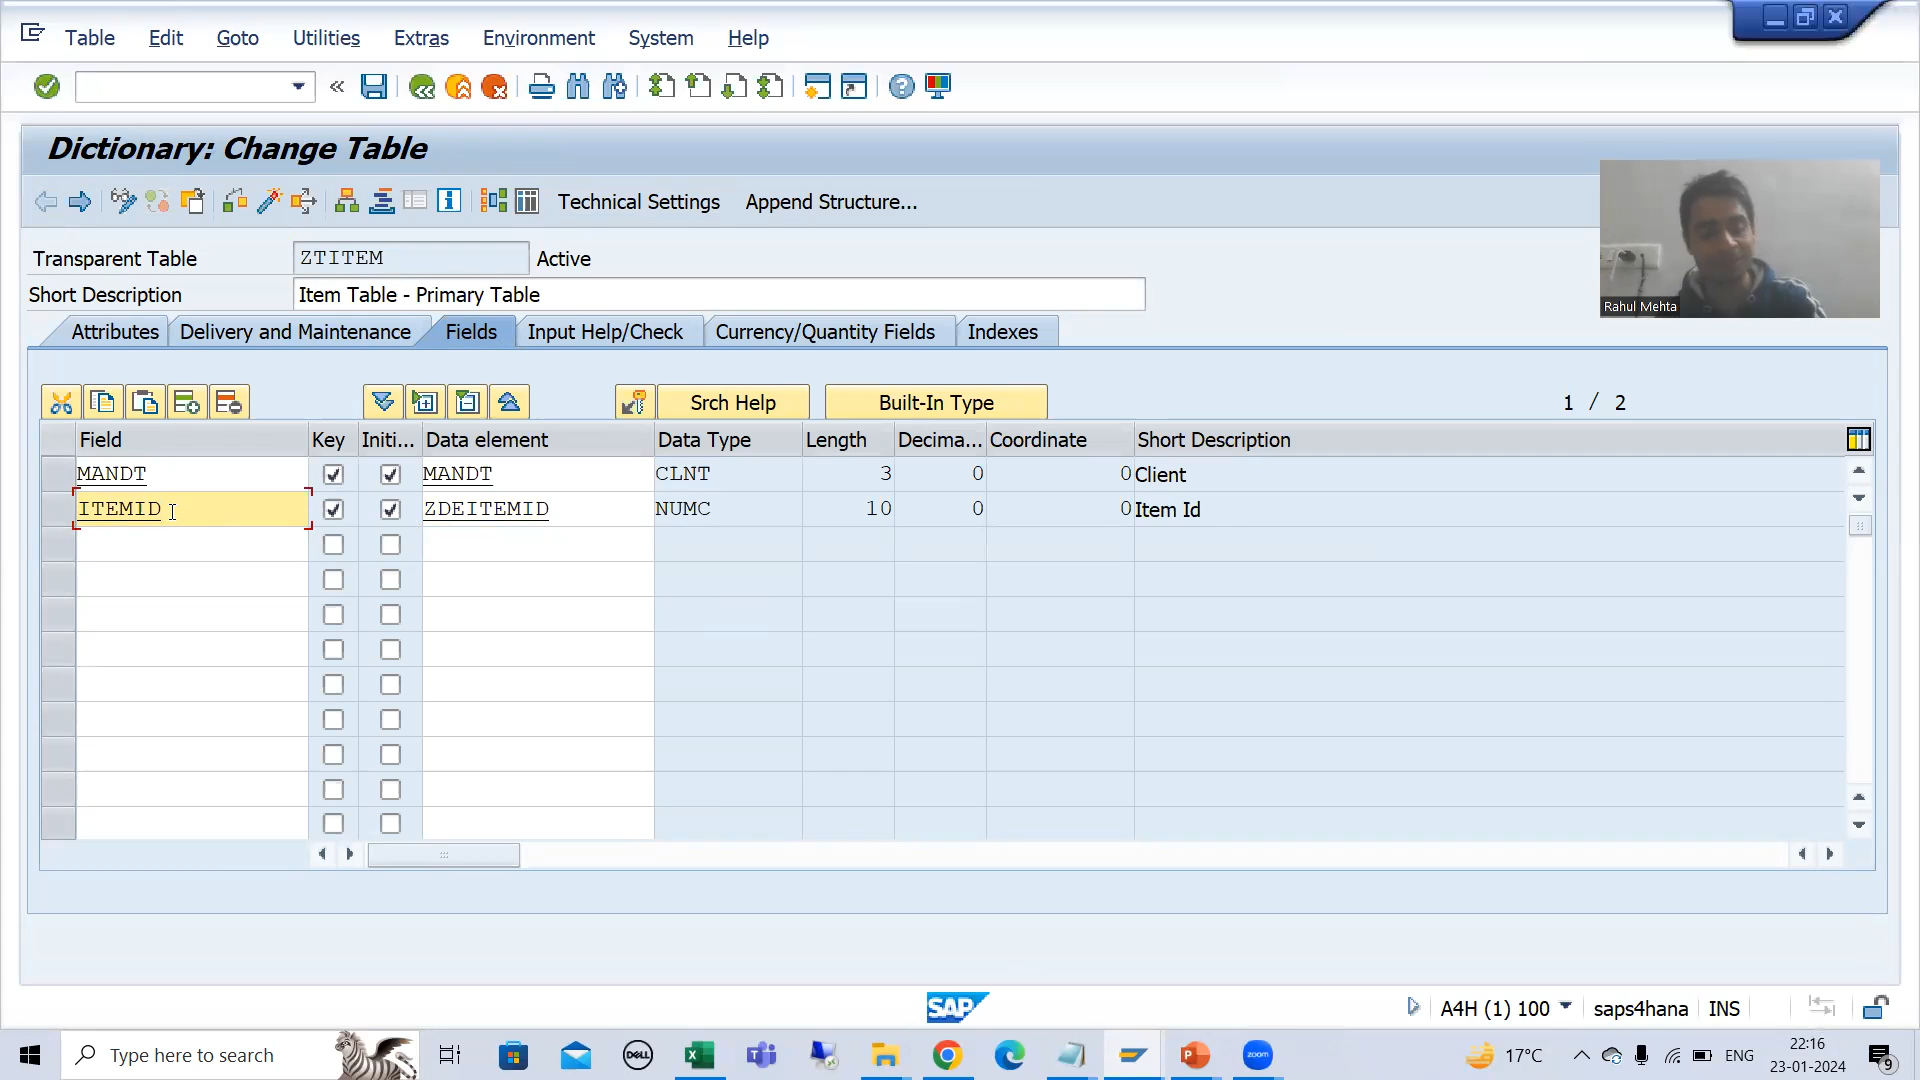 Table Edit Goto Utilities Extras Environment System Help
Dictionary: Change Table
Technical Settings Append Structure...
Transparent Table ZTITEM Active
Short Description Item Table - Primary Table
Attributes Delivery and Maintenance Fields Input Help/Check Currency/Quantity Fields Indexes
Srch Help Built-In Type 1 / 2
Field Key Initi... Data element Data Type Length Decima... Coordinate Short Description
MANDT MANDT CLNT 3 0 0 Client
ITEMID ZDEITEMID NUMC 10 0 0 Item Id
Rahul Mehta
SAP A4H (1) 100 saps4hana INS
Type here to search DELL zoom 17°C ENG 22:16
23-01-2024 9